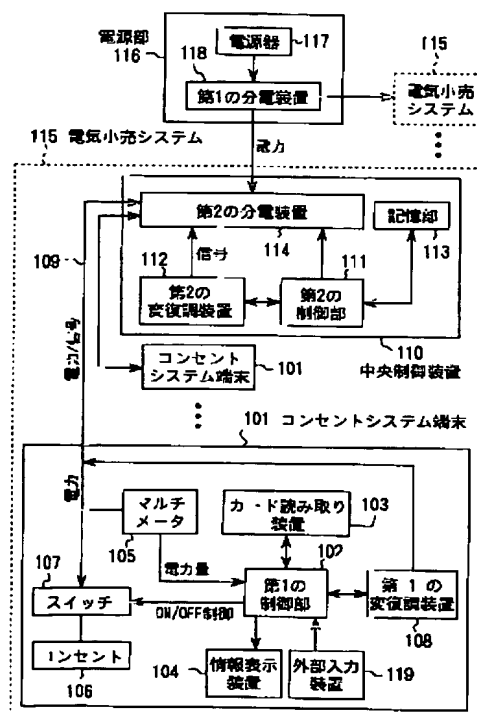 電源部
116
電源器
117
118
第1の分電装置
115
電気小売
システム
115 電気小売システム
電力
第2の分電装置
114
記憶部
113
109
信号
112
第2の
変復調装置
111
第2の
制御部
110
中央制御装置
電力/信号
コンセント
システム端末
101
101 コンセントシステム端末
電力
マルチ
メータ
105
カード読み取り
装置
103
102
電力量
第1の
制御部
第1の
変復調装置
108
107
スイッチ
ON/OFF制御
コンセント
106
104
情報表示
装置
外部入力
装置
119